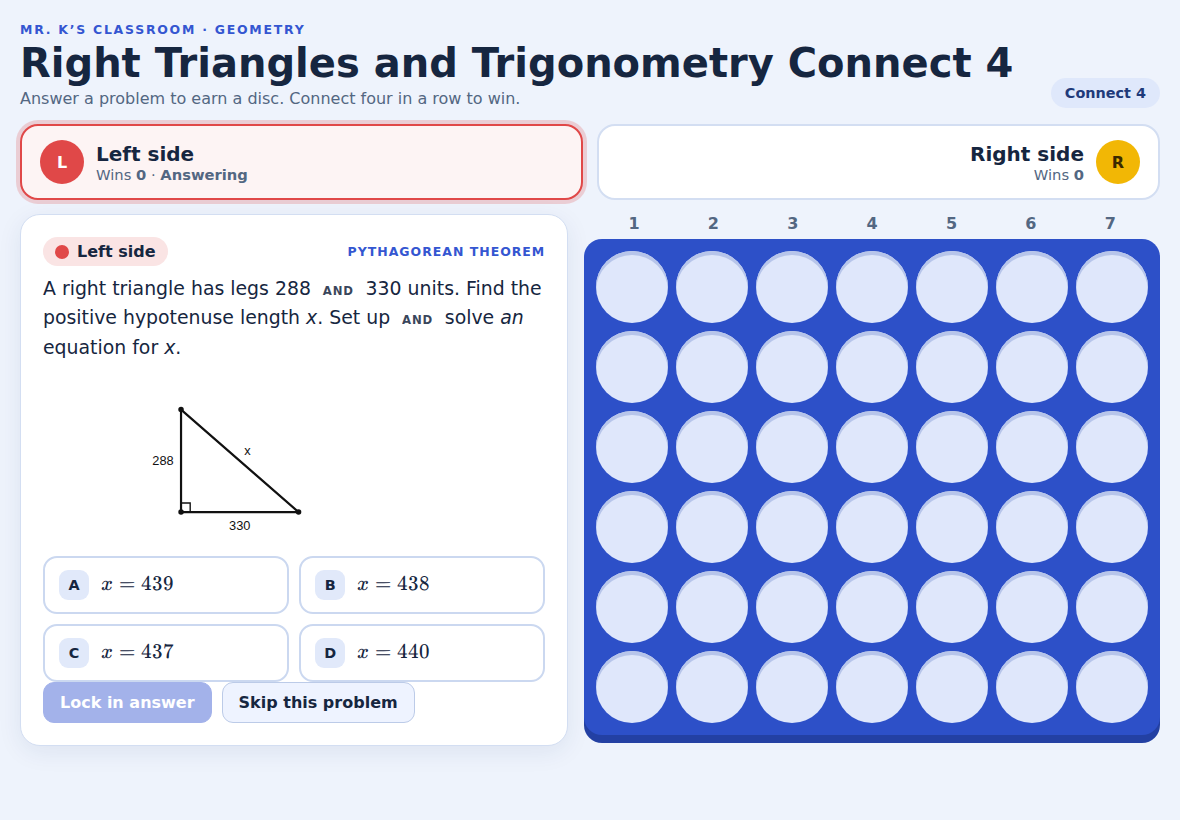 MR. K’S CLASSROOM · GEOMETRY
Right Triangles and Trigonometry Connect 4
Answer a problem to earn a disc. Connect four in a row to win.
Connect 4
L
Left side
Wins 0 · Answering
Right side
Wins 0
R
Left side
PYTHAGOREAN THEOREM
A right triangle has legs 288 AND 330 units. Find the
positive hypotenuse length x. Set up AND solve an
equation for x.
288
x
330
A x = 439
B x = 438
C x = 437
D x = 440
Lock in answer
Skip this problem
1 2 3 4 5 6 7